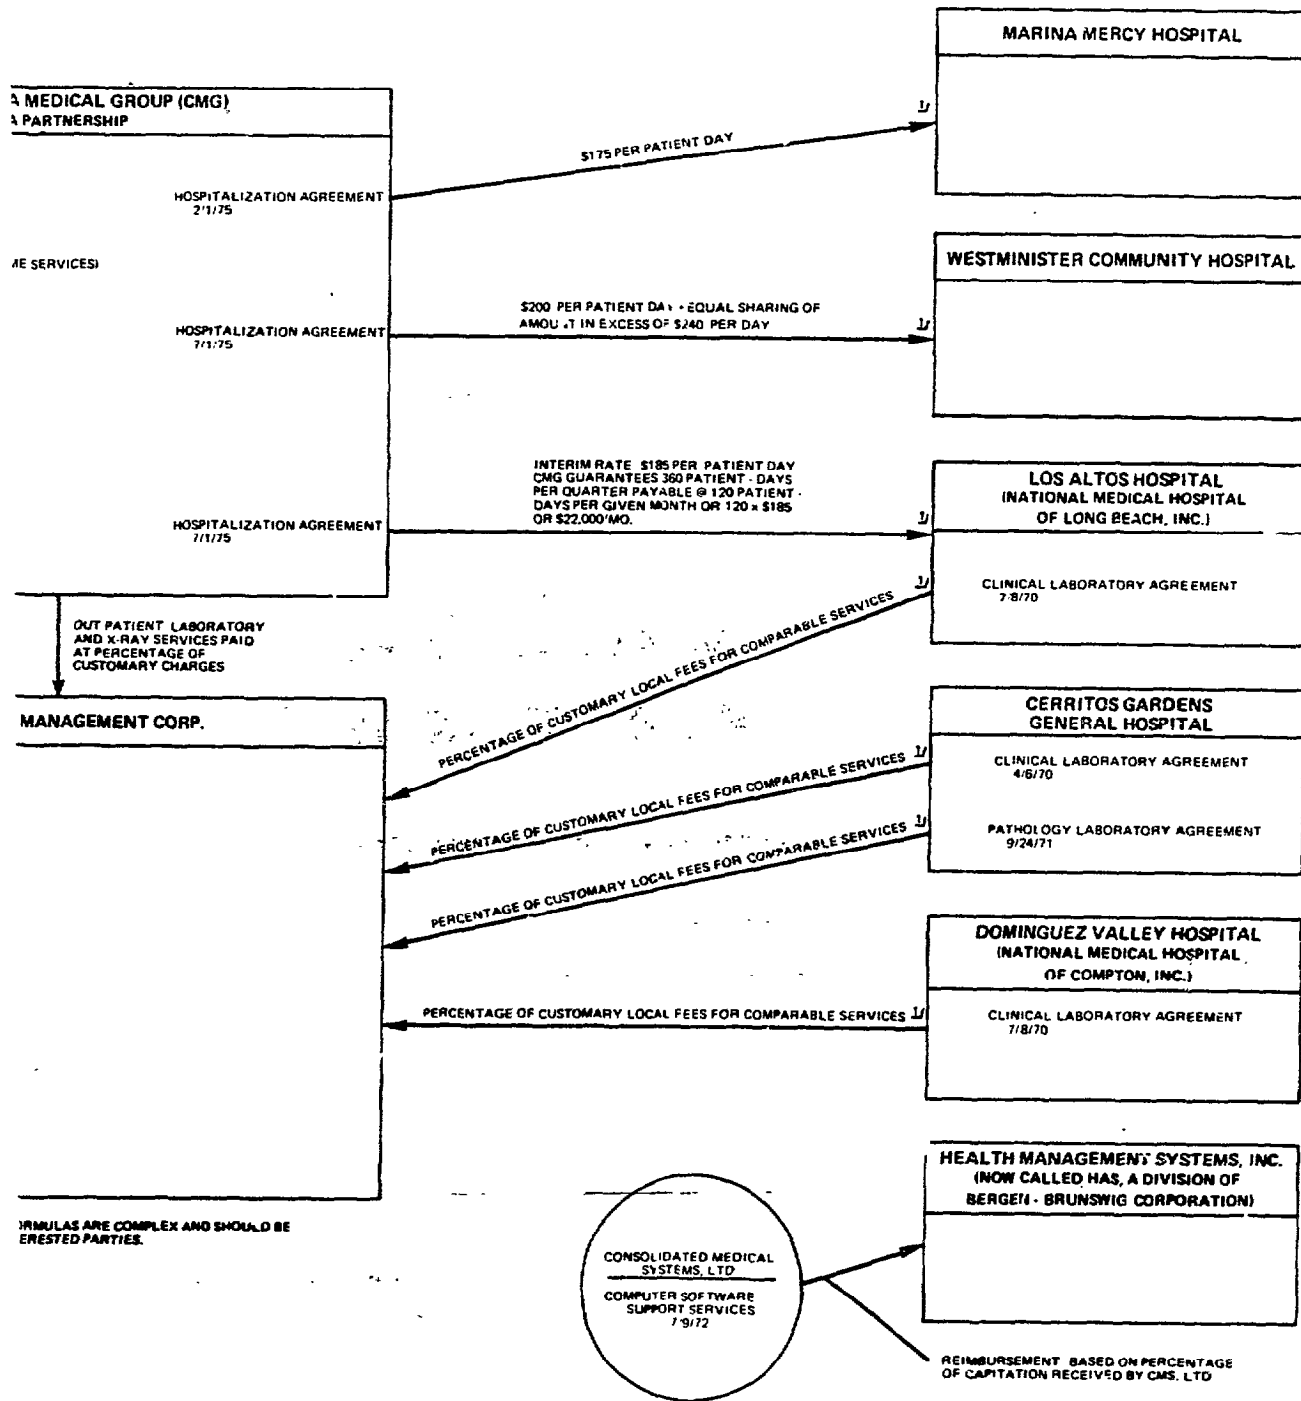 MARINA MERCY HOSPITAL
A MEDICAL GROUP (CMG)
A PARTNERSHIP
1/
$175 PER PATIENT DAY
HOSPITALIZATION AGREEMENT
2/1/75
WESTMINISTER COMMUNITY HOSPITAL
ME SERVICES)
$200 PER PATIENT DAY + EQUAL SHARING OF
AMOUNT IN EXCESS OF $240 PER DAY
1/
HOSPITALIZATION AGREEMENT
7/1/75
INTERIM RATE $185 PER PATIENT DAY
CMG GUARANTEES 360 PATIENT - DAYS
PER QUARTER PAYABLE @ 120 PATIENT -
DAYS PER GIVEN MONTH OR 120 x $185
OR $22,000/MO.
1/
HOSPITALIZATION AGREEMENT
7/1/75
LOS ALTOS HOSPITAL
(NATIONAL MEDICAL HOSPITAL
OF LONG BEACH, INC.)
CLINICAL LABORATORY AGREEMENT
7/8/70
1/
PERCENTAGE OF CUSTOMARY LOCAL FEES FOR COMPARABLE SERVICES
OUT PATIENT LABORATORY
AND X-RAY SERVICES PAID
AT PERCENTAGE OF
CUSTOMARY CHARGES
MANAGEMENT CORP.
CERRITOS GARDENS
GENERAL HOSPITAL
CLINICAL LABORATORY AGREEMENT
4/6/70
PERCENTAGE OF CUSTOMARY LOCAL FEES FOR COMPARABLE SERVICES 1/
PATHOLOGY LABORATORY AGREEMENT
9/24/71
PERCENTAGE OF CUSTOMARY LOCAL FEES FOR COMPARABLE SERVICES 1/
DOMINGUEZ VALLEY HOSPITAL
(NATIONAL MEDICAL HOSPITAL
OF COMPTON, INC.)
CLINICAL LABORATORY AGREEMENT
7/8/70
PERCENTAGE OF CUSTOMARY LOCAL FEES FOR COMPARABLE SERVICES 1/
HEALTH MANAGEMENT SYSTEMS, INC.
(NOW CALLED HAS, A DIVISION OF
BERGEN - BRUNSWIG CORPORATION)
ORMULAS ARE COMPLEX AND SHOULD BE
ERESTED PARTIES.
CONSOLIDATED MEDICAL
SYSTEMS, LTD
COMPUTER SOFTWARE
SUPPORT SERVICES
7/9/72
REIMBURSEMENT BASED ON PERCENTAGE
OF CAPITATION RECEIVED BY CMS, LTD